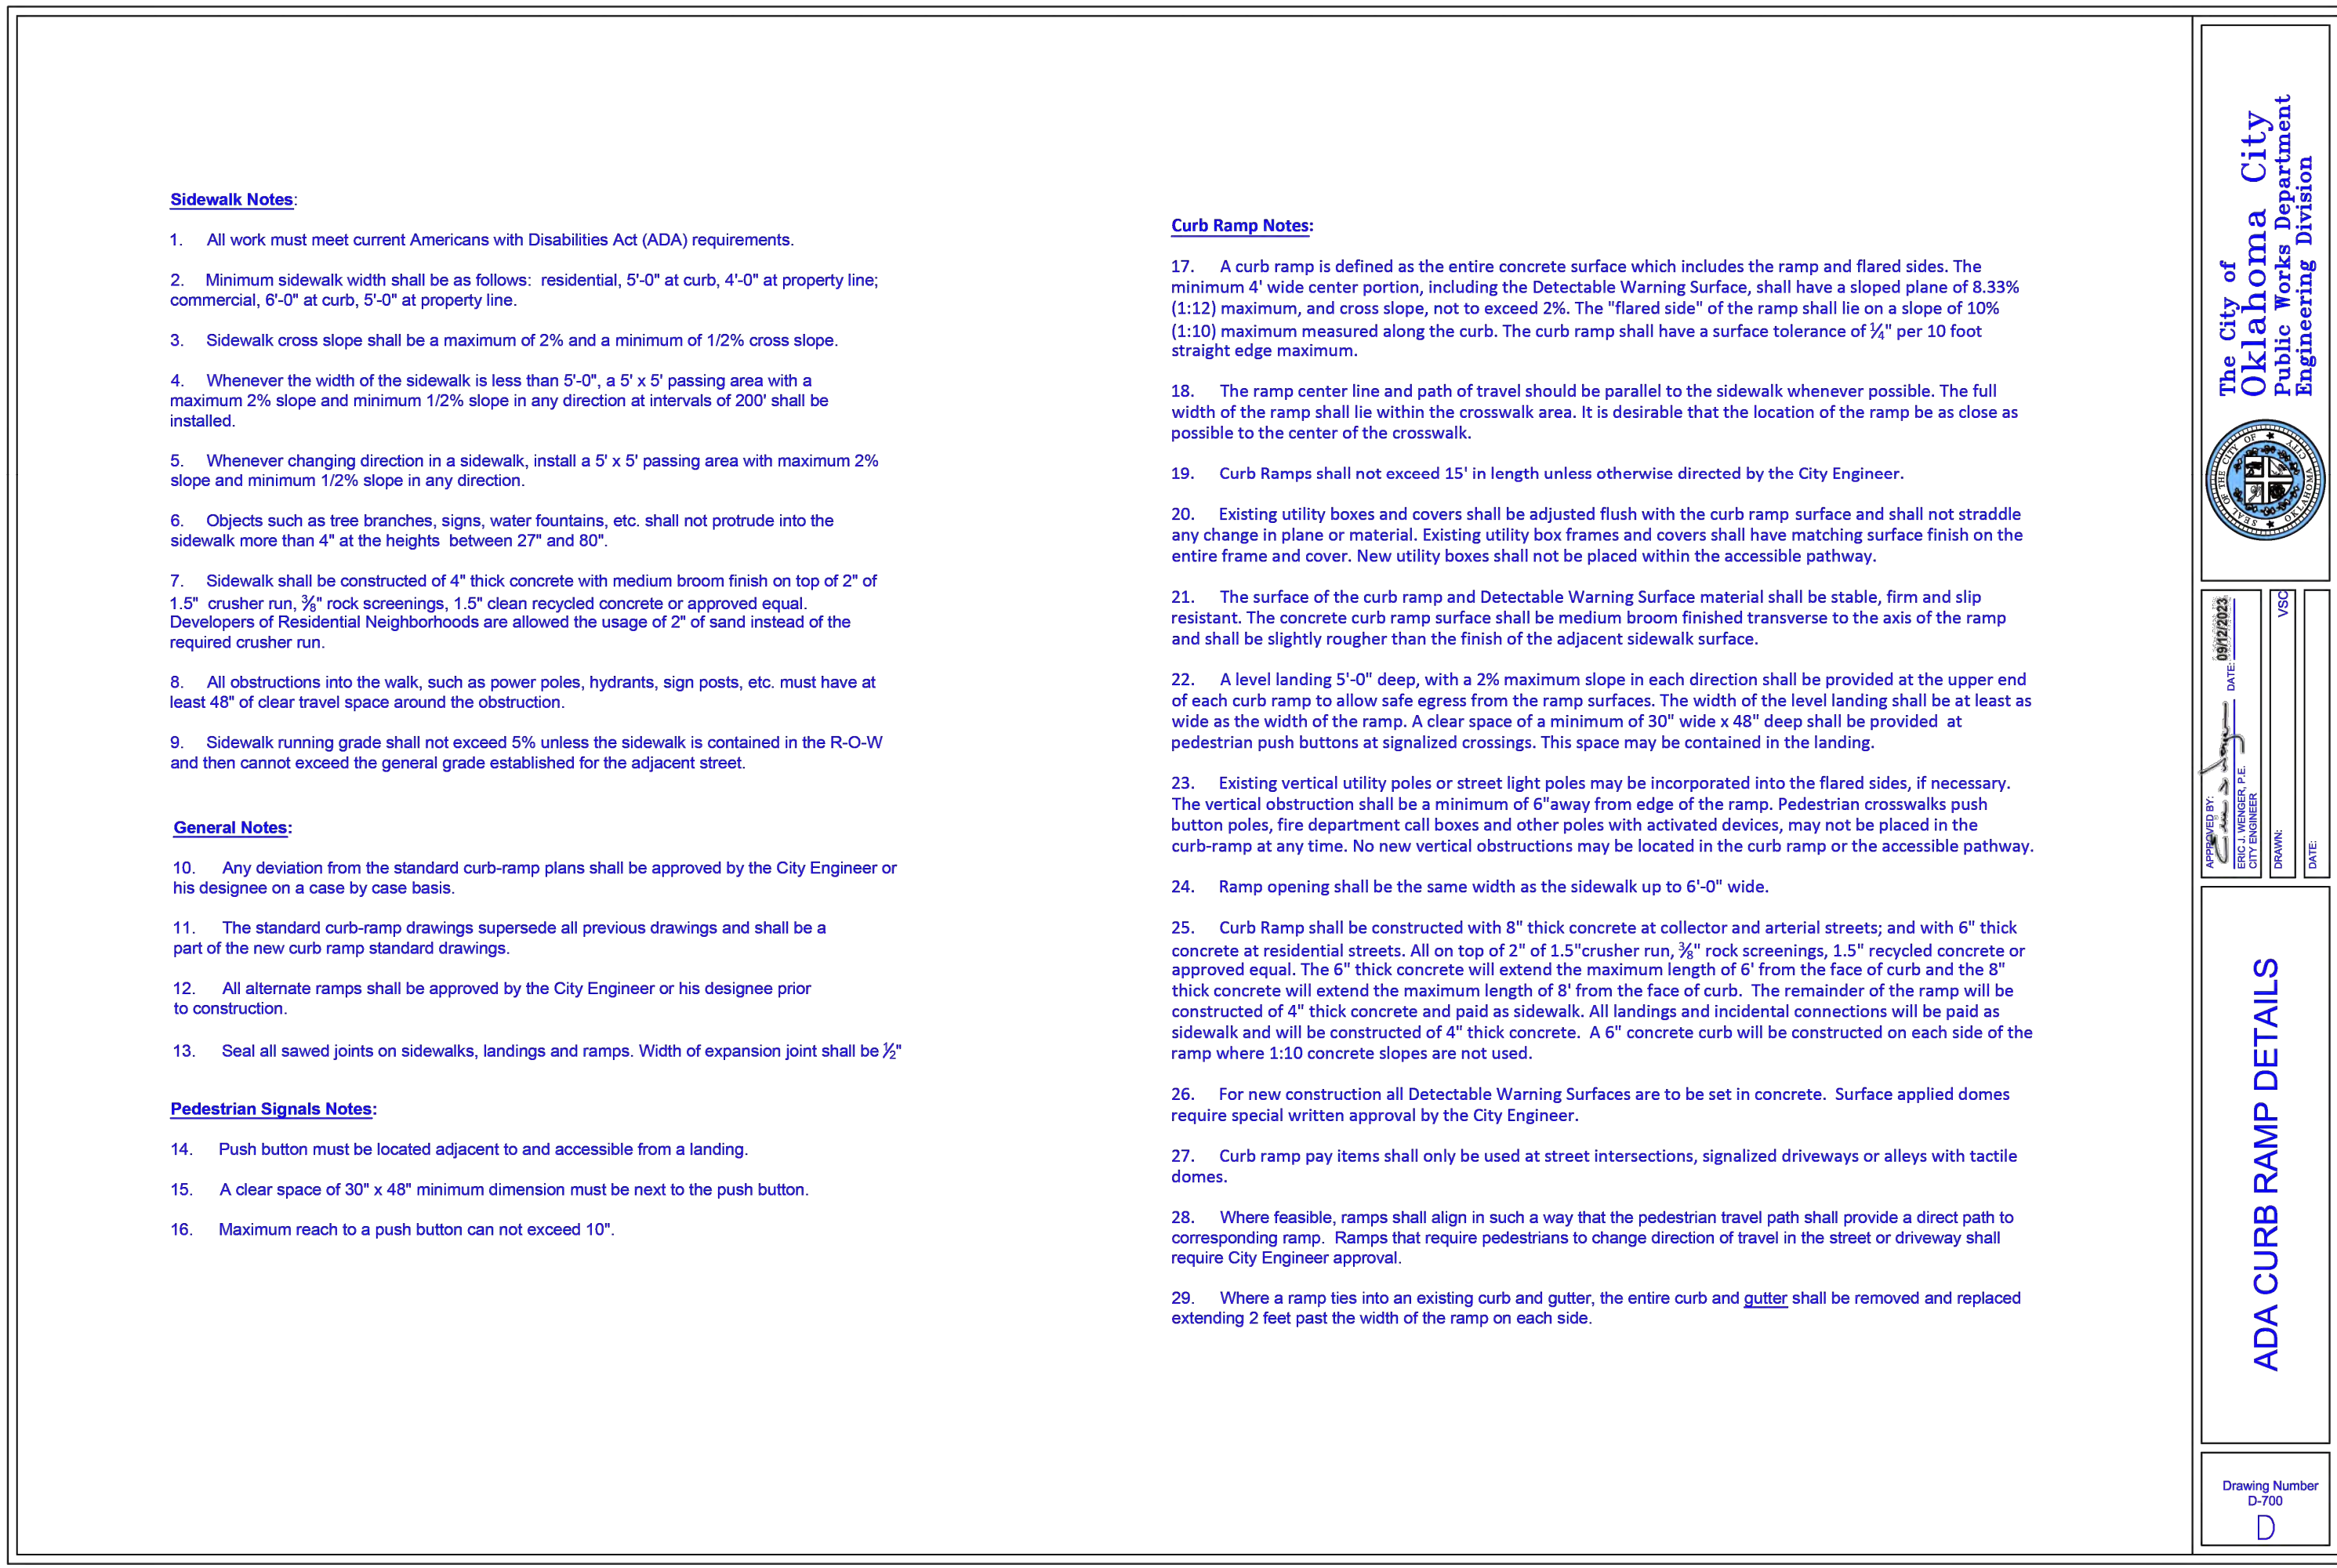 Sidewalk Notes:
1. All work must meet current Americans with Disabilities Act (ADA) requirements.
2. Minimum sidewalk width shall be as follows: residential, 5'-0" at curb, 4'-0" at property line;
commercial, 6'-0" at curb, 5'-0" at property line.
3. Sidewalk cross slope shall be a maximum of 2% and a minimum of 1/2% cross slope.
4. Whenever the width of the sidewalk is less than 5'-0", a 5' x 5' passing area with a
maximum 2% slope and minimum 1/2% slope in any direction at intervals of 200' shall be
installed.
5. Whenever changing direction in a sidewalk, install a 5' x 5' passing area with maximum 2%
slope and minimum 1/2% slope in any direction.
6. Objects such as tree branches, signs, water fountains, etc. shall not protrude into the
sidewalk more than 4" at the heights between 27" and 80".
7. Sidewalk shall be constructed of 4" thick concrete with medium broom finish on top of 2" of
1.5" crusher run, ⅜" rock screenings, 1.5" clean recycled concrete or approved equal.
Developers of Residential Neighborhoods are allowed the usage of 2" of sand instead of the
required crusher run.
8. All obstructions into the walk, such as power poles, hydrants, sign posts, etc. must have at
least 48" of clear travel space around the obstruction.
9. Sidewalk running grade shall not exceed 5% unless the sidewalk is contained in the R-O-W
and then cannot exceed the general grade established for the adjacent street.
General Notes:
10. Any deviation from the standard curb-ramp plans shall be approved by the City Engineer or
his designee on a case by case basis.
11. The standard curb-ramp drawings supersede all previous drawings and shall be a
part of the new curb ramp standard drawings.
12. All alternate ramps shall be approved by the City Engineer or his designee prior
to construction.
13. Seal all sawed joints on sidewalks, landings and ramps. Width of expansion joint shall be ½"
Pedestrian Signals Notes:
14. Push button must be located adjacent to and accessible from a landing.
15. A clear space of 30" x 48" minimum dimension must be next to the push button.
16. Maximum reach to a push button can not exceed 10".
Curb Ramp Notes:
17. A curb ramp is defined as the entire concrete surface which includes the ramp and flared sides. The
minimum 4' wide center portion, including the Detectable Warning Surface, shall have a sloped plane of 8.33%
(1:12) maximum, and cross slope, not to exceed 2%. The "flared side" of the ramp shall lie on a slope of 10%
(1:10) maximum measured along the curb. The curb ramp shall have a surface tolerance of ¼" per 10 foot
straight edge maximum.
18. The ramp center line and path of travel should be parallel to the sidewalk whenever possible. The full
width of the ramp shall lie within the crosswalk area. It is desirable that the location of the ramp be as close as
possible to the center of the crosswalk.
19. Curb Ramps shall not exceed 15' in length unless otherwise directed by the City Engineer.
20. Existing utility boxes and covers shall be adjusted flush with the curb ramp surface and shall not straddle
any change in plane or material. Existing utility box frames and covers shall have matching surface finish on the
entire frame and cover. New utility boxes shall not be placed within the accessible pathway.
21. The surface of the curb ramp and Detectable Warning Surface material shall be stable, firm and slip
resistant. The concrete curb ramp surface shall be medium broom finished transverse to the axis of the ramp
and shall be slightly rougher than the finish of the adjacent sidewalk surface.
22. A level landing 5'-0" deep, with a 2% maximum slope in each direction shall be provided at the upper end
of each curb ramp to allow safe egress from the ramp surfaces. The width of the level landing shall be at least as
wide as the width of the ramp. A clear space of a minimum of 30" wide x 48" deep shall be provided at
pedestrian push buttons at signalized crossings. This space may be contained in the landing.
23. Existing vertical utility poles or street light poles may be incorporated into the flared sides, if necessary.
The vertical obstruction shall be a minimum of 6"away from edge of the ramp. Pedestrian crosswalks push
button poles, fire department call boxes and other poles with activated devices, may not be placed in the
curb-ramp at any time. No new vertical obstructions may be located in the curb ramp or the accessible pathway.
24. Ramp opening shall be the same width as the sidewalk up to 6'-0" wide.
25. Curb Ramp shall be constructed with 8" thick concrete at collector and arterial streets; and with 6" thick
concrete at residential streets. All on top of 2" of 1.5"crusher run, ⅜" rock screenings, 1.5" recycled concrete or
approved equal. The 6" thick concrete will extend the maximum length of 6' from the face of curb and the 8"
thick concrete will extend the maximum length of 8' from the face of curb. The remainder of the ramp will be
constructed of 4" thick concrete and paid as sidewalk. All landings and incidental connections will be paid as
sidewalk and will be constructed of 4" thick concrete. A 6" concrete curb will be constructed on each side of the
ramp where 1:10 concrete slopes are not used.
26. For new construction all Detectable Warning Surfaces are to be set in concrete. Surface applied domes
require special written approval by the City Engineer.
27. Curb ramp pay items shall only be used at street intersections, signalized driveways or alleys with tactile
domes.
28. Where feasible, ramps shall align in such a way that the pedestrian travel path shall provide a direct path to
corresponding ramp. Ramps that require pedestrians to change direction of travel in the street or driveway shall
require City Engineer approval.
29. Where a ramp ties into an existing curb and gutter, the entire curb and gutter shall be removed and replaced
extending 2 feet past the width of the ramp on each side.
The City of
Oklahoma City
Public Works Department
Engineering Division
SEAL OF THE CITY OF OKLAHOMA CITY
APPROVED BY:
DATE: 09/12/2023
ERIC J. WENGER, P.E.
CITY ENGINEER
DRAWN: VSC
DATE:
ADA CURB RAMP DETAILS
Drawing Number
D-700
D